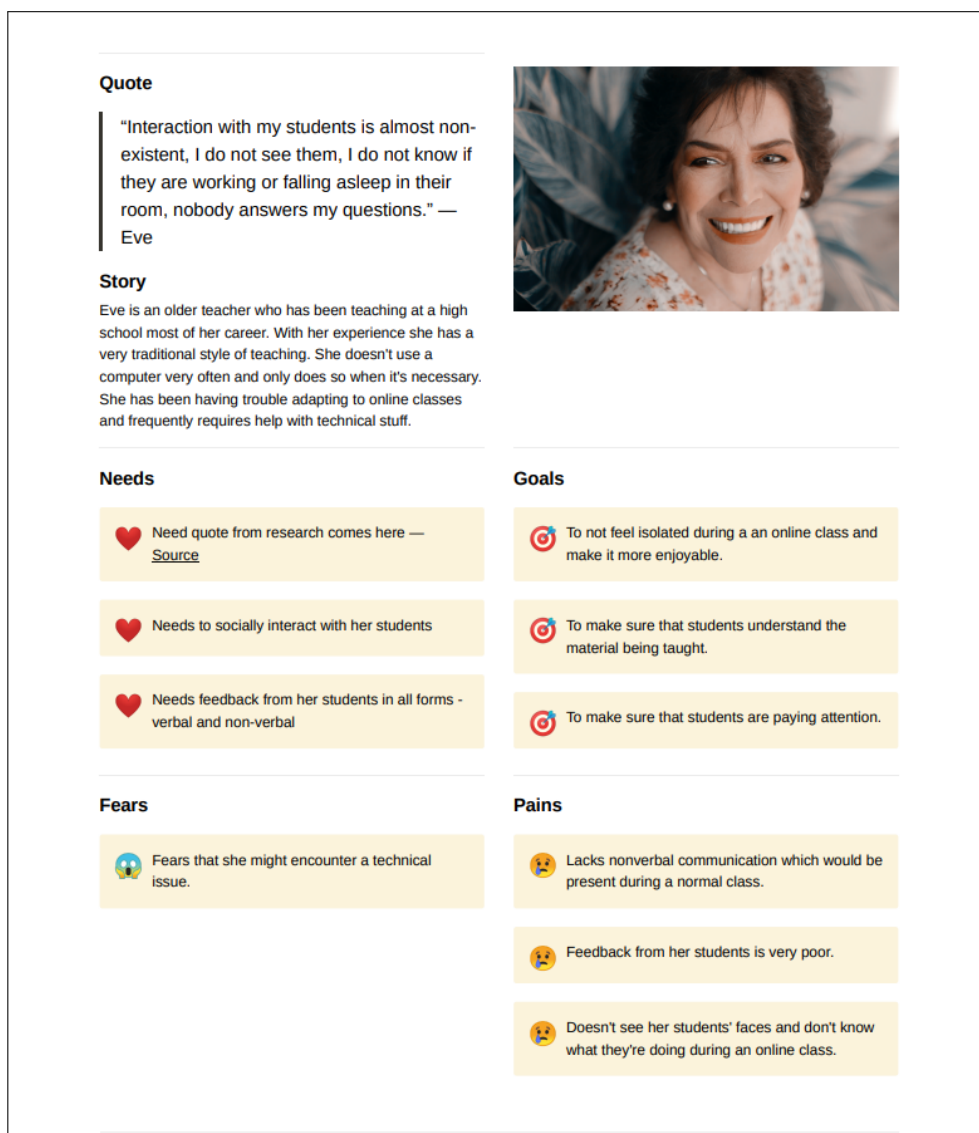 Quote
“Interaction with my students is almost non-
existent, I do not see them, I do not know if
they are working or falling asleep in their
room, nobody answers my questions.” —
Eve
Story
Eve is an older teacher who has been teaching at a high
school most of her career. With her experience she has a
very traditional style of teaching. She doesn't use a
computer very often and only does so when it's necessary.
She has been having trouble adapting to online classes
and frequently requires help with technical stuff.
Needs
Need quote from research comes here —
Source
Needs to socially interact with her students
Needs feedback from her students in all forms -
verbal and non-verbal
Goals
To not feel isolated during a an online class and
make it more enjoyable.
To make sure that students understand the
material being taught.
To make sure that students are paying attention.
Fears
Fears that she might encounter a technical
issue.
Pains
Lacks nonverbal communication which would be
present during a normal class.
Feedback from her students is very poor.
Doesn't see her students' faces and don't know
what they're doing during an online class.